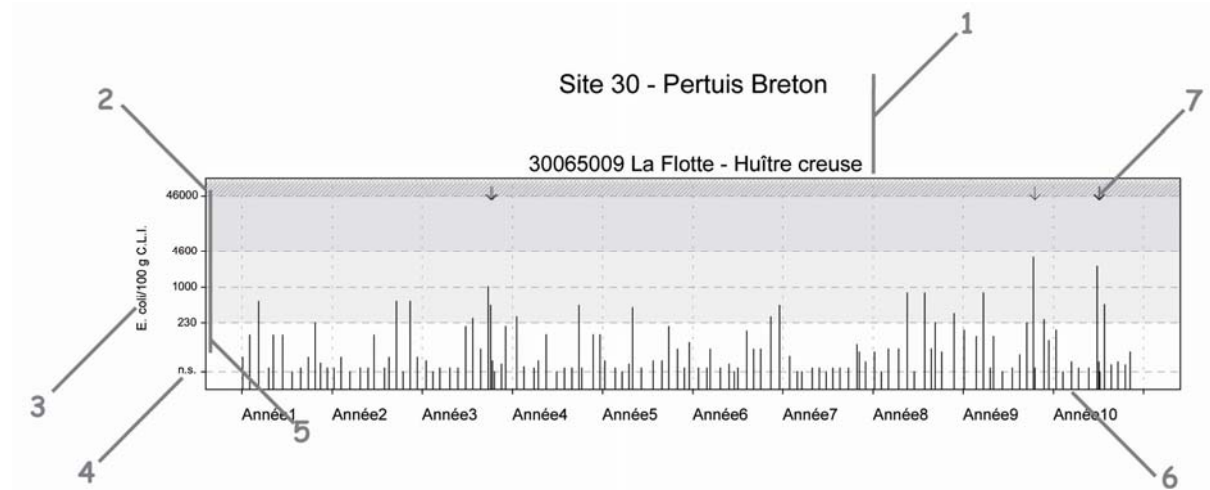 1
Site 30 - Pertuis Breton
2
7
30065009 La Flotte - Huître creuse
46000
4600
E. coli/100 g C.L.I.
1000
230
3
n.s.
Année1 Année2 Année3 Année4 Année5 Année6 Année7 Année8 Année9 Année10
5
4
6